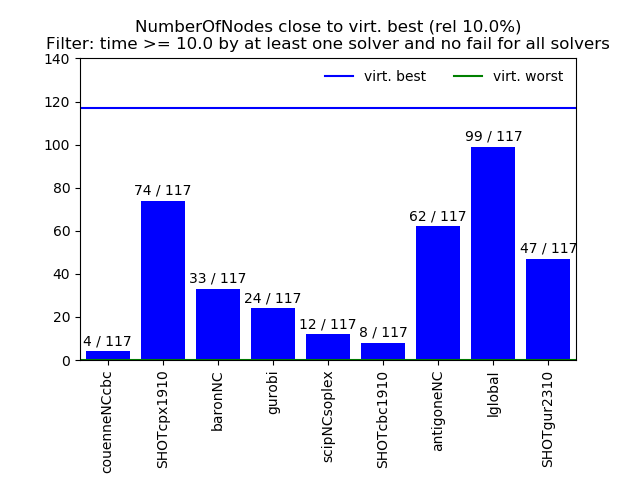 NumberOfNodes close to virt. best (rel 10.0%)
Filter: time >= 10.0 by at least one solver and no fail for all solvers
virt. best
virt. worst
140
120
100
80
60
40
20
0
4 / 117
74 / 117
33 / 117
24 / 117
12 / 117
8 / 117
62 / 117
99 / 117
47 / 117
couenneNCcbc
SHOTcpx1910
baronNC
gurobi
scipNCsoplex
SHOTcbc1910
antigoneNC
lglobal
SHOTgur2310